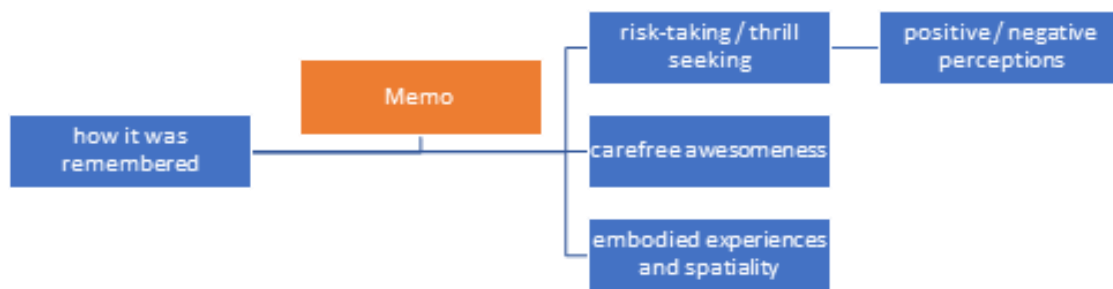 risk-taking / thrill
seeking
positive / negative
perceptions
Memo
how it was
remembered
carefree awesomeness
embodied experiences
and spatiality